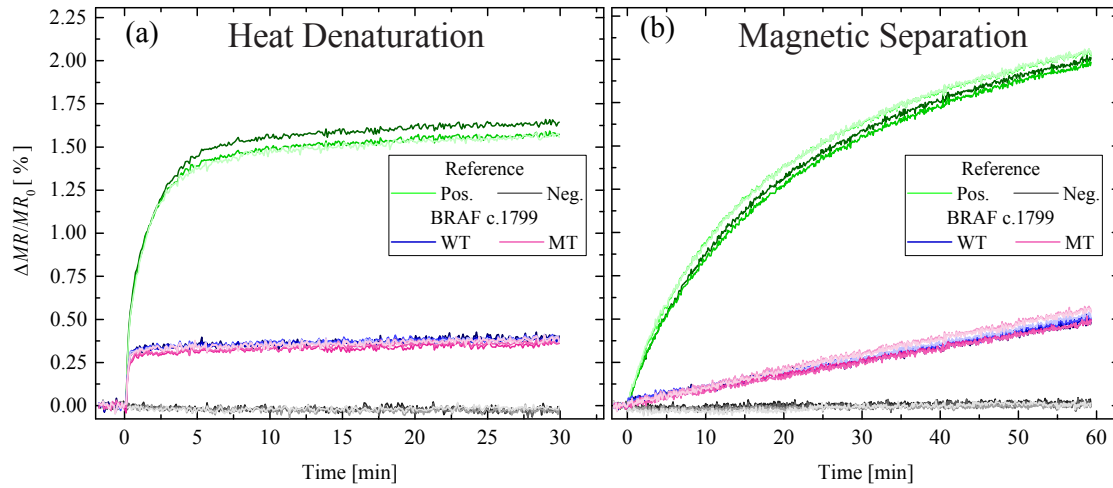 (a) Heat Denaturation
ΔMR/MR0 [ % ]
2.25
2.00
1.75
1.50
1.25
1.00
0.75
0.50
0.25
0.00
Reference
Pos. Neg.
BRAF c.1799
WT MT
0 5 10 15 20 25 30
Time [min]
(b) Magnetic Separation
Reference
Pos. Neg.
BRAF c.1799
WT MT
0 10 20 30 40 50 60
Time [min]